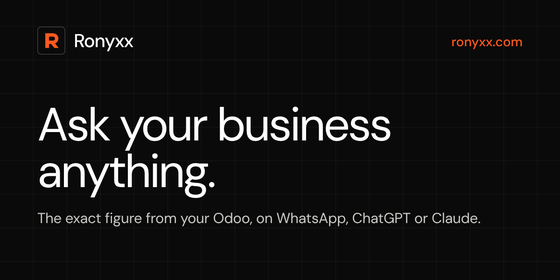 R Ronyxx
ronyxx.com
Ask your business
anything.
The exact figure from your Odoo, on WhatsApp, ChatGPT or Claude.